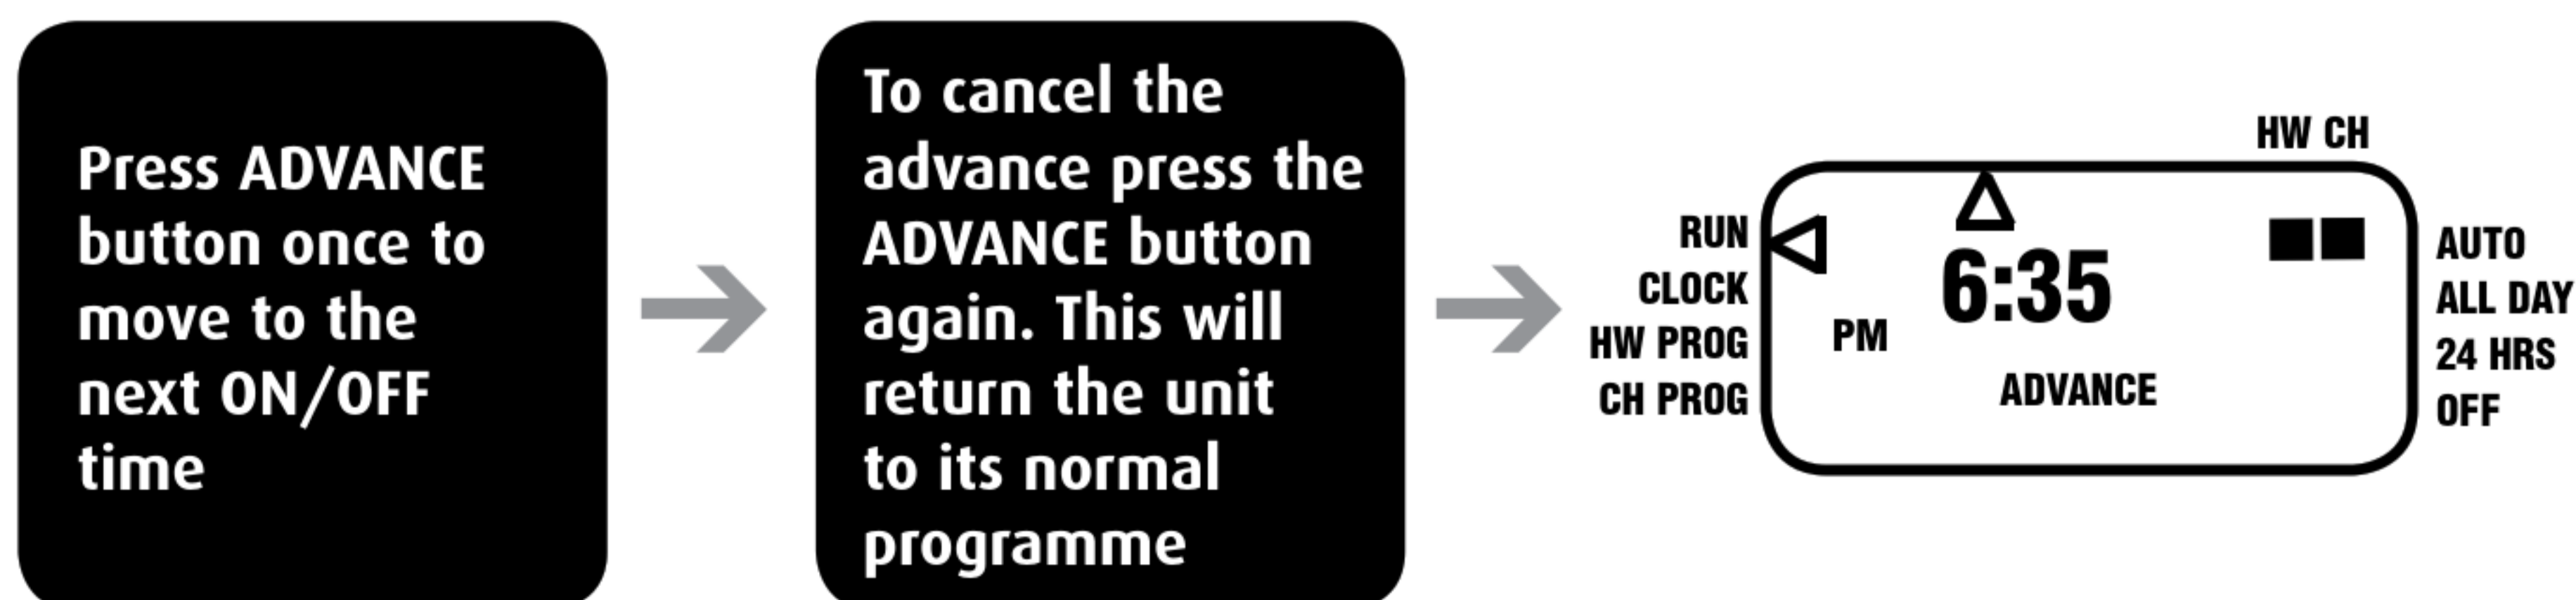 Press ADVANCE
button once to
move to the
next ON/OFF
time
To cancel the
advance press the
ADVANCE button
again. This will
return the unit
to its normal
programme
HW CH
RUN
CLOCK
HW PROG
CH PROG
6:35
PM
ADVANCE
AUTO
ALL DAY
24 HRS
OFF